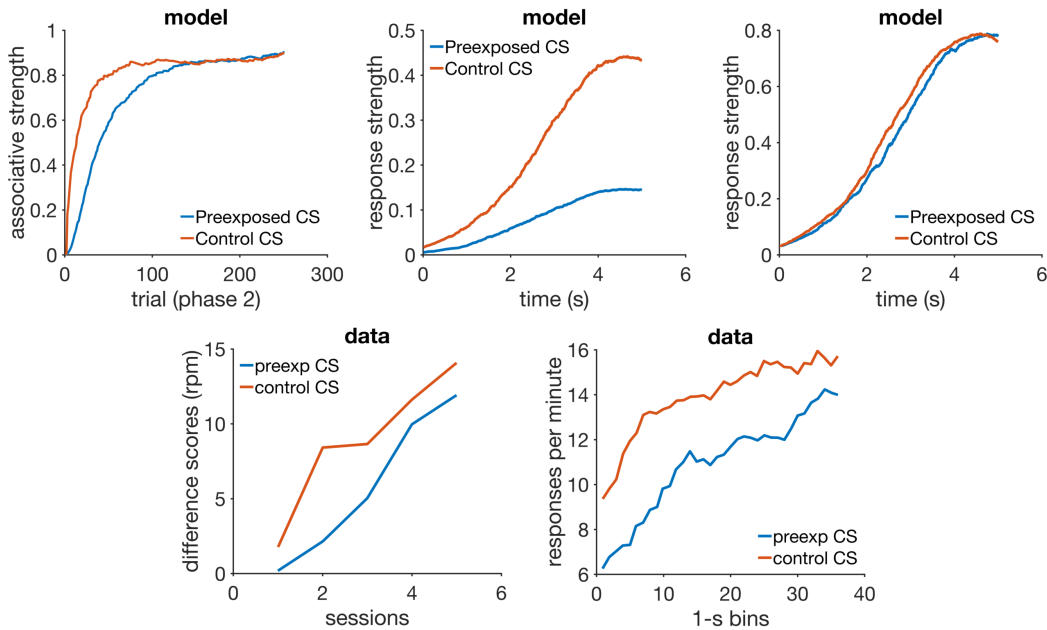 model
associative strength
1
0.8
0.6
0.4
0.2
0
Preexposed CS
Control CS
0
100
200
300
trial (phase 2)
model
response strength
0.5
0.4
0.3
0.2
0.1
0
Preexposed CS
Control CS
0
2
4
6
time (s)
model
response strength
0.8
0.6
0.4
0.2
0
Preexposed CS
Control CS
0
2
4
6
time (s)
data
difference scores (rpm)
15
10
5
0
preexp CS
control CS
0
2
4
6
sessions
data
responses per minute
16
14
12
10
8
6
preexp CS
control CS
0
10
20
30
40
1-s bins